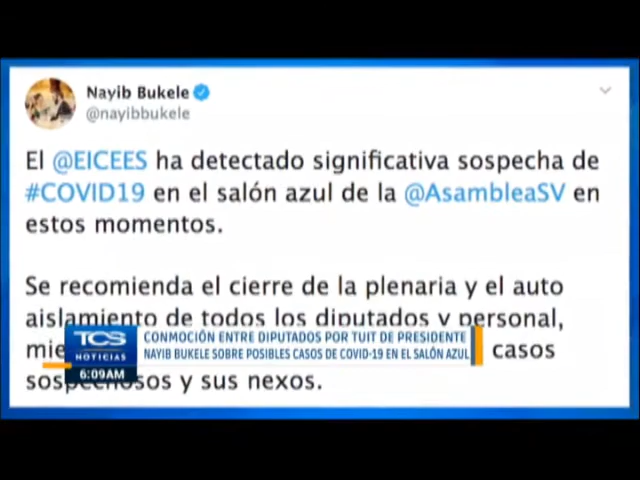 Nayib Bukele
@nayibbukele
El @EICEES ha detectado significativa sospecha de
#COVID19 en el salón azul de la @AsambleaSV en
estos momentos.
Se recomienda el cierre de la plenaria y el auto
aislamiento de todos los diputados y personal,
casos
y sus nexos.
TCS
NOTICIAS
6:09AM
CONMOCIÓN ENTRE DIPUTADOS POR TUIT DE PRESIDENTE
NAYIB BUKELE SOBRE POSIBLES CASOS DE COVID-19 EN EL SALÓN AZUL